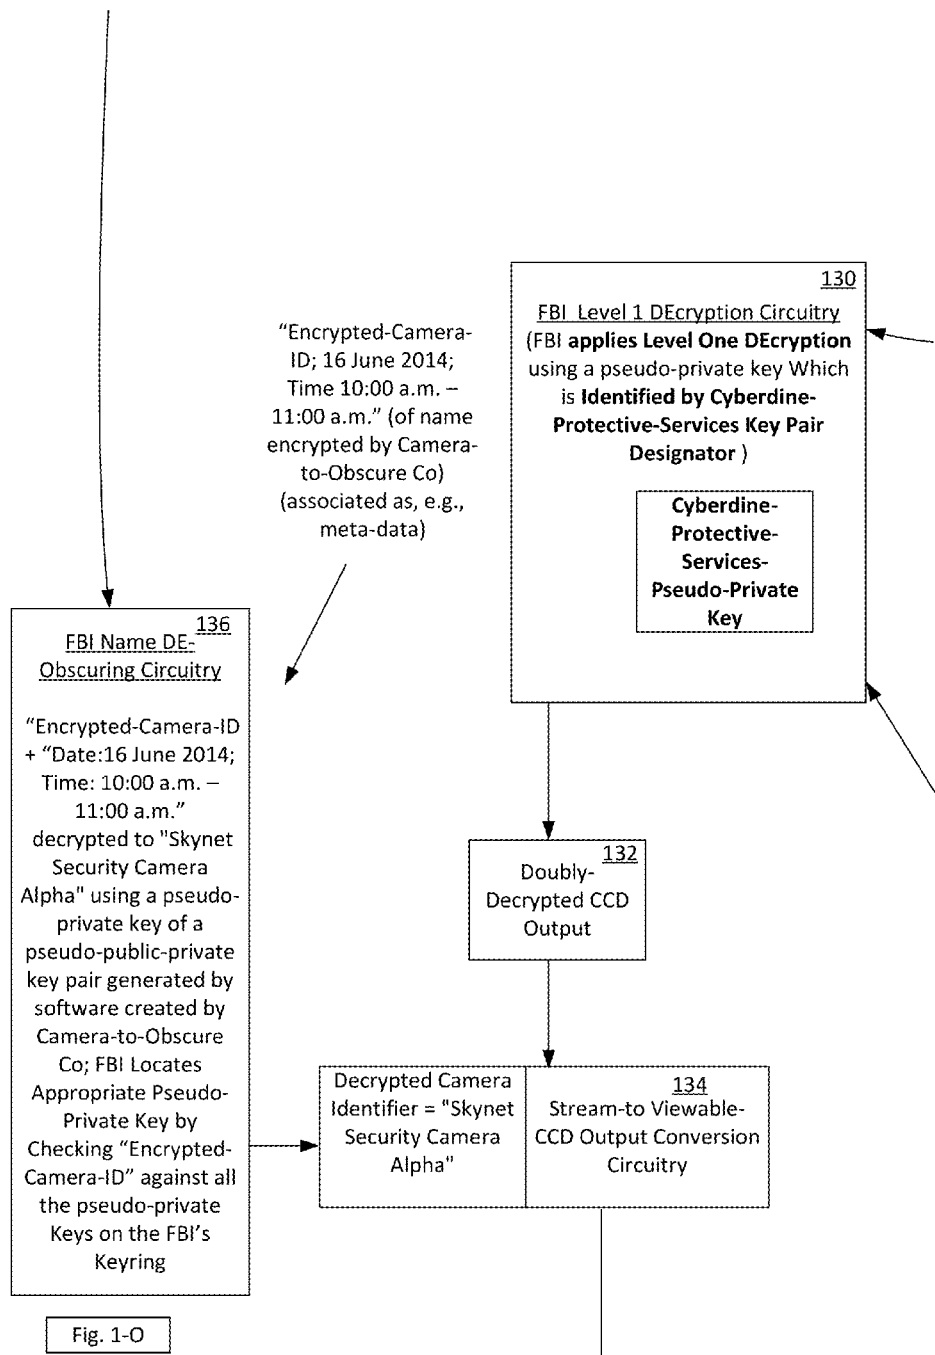 130
FBI  Level 1 DEcryption Circuitry
(FBI applies Level One DEcryption
using a pseudo-private key Which
is Identified by Cyberdine-
Protective-Services Key Pair
Designator )
Cyberdine-
Protective-
Services-
Pseudo-Private
Key
“Encrypted-Camera-
ID; 16 June 2014;
Time 10:00 a.m. –
11:00 a.m.” (of name
encrypted by Camera-
to-Obscure Co)
(associated as, e.g.,
meta-data)
136
FBI Name DE-
Obscuring Circuitry
“Encrypted-Camera-ID
+ “Date:16 June 2014;
Time: 10:00 a.m. –
11:00 a.m.”
decrypted to "Skynet
Security Camera
Alpha" using a pseudo-
private key of a
pseudo-public-private
key pair generated by
software created by
Camera-to-Obscure
Co; FBI Locates
Appropriate Pseudo-
Private Key by
Checking “Encrypted-
Camera-ID” against all
the pseudo-private
Keys on the FBI’s
Keyring
132
Doubly-
Decrypted CCD
Output
Decrypted Camera
Identifier = "Skynet
Security Camera
Alpha"
134
Stream-to Viewable-
CCD Output Conversion
Circuitry
Fig. 1-O